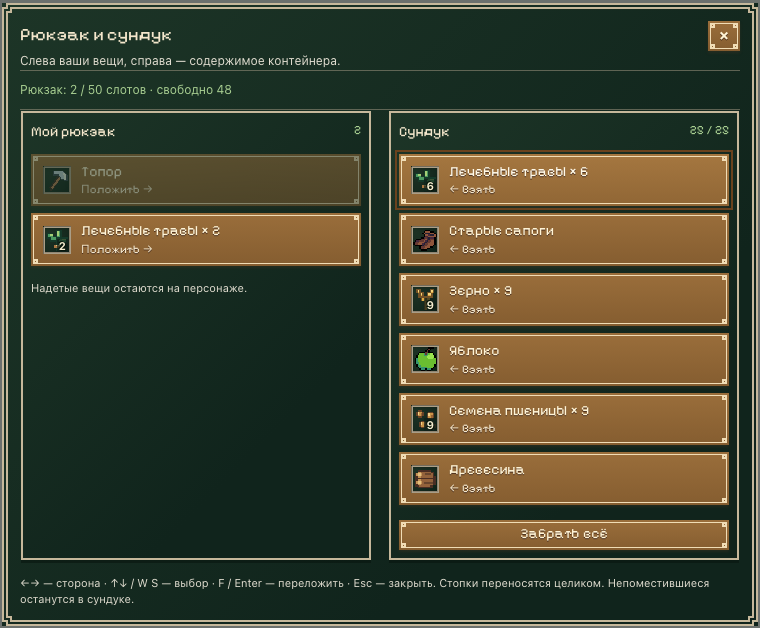 Рюкзак и сундук
×
Слева ваши вещи, справа — содержимое контейнера.
Рюкзак: 2 / 50 слотов · свободно 48
Мой рюкзак
2
Топор
Положить →
2
Лечебные травы × 2
Положить →
Надетые вещи остаются на персонаже.
Сундук
25 / 25
6
Лечебные травы × 6
← Взять
Старые сапоги
← Взять
9
Зерно × 9
← Взять
Яблоко
← Взять
9
Семена пшеницы × 9
← Взять
Древесина
← Взять
Забрать всё
←→ — сторона · ↑↓ / W S — выбор · F / Enter — переложить · Esc — закрыть. Стопки переносятся целиком. Непоместившиеся
останутся в сундуке.